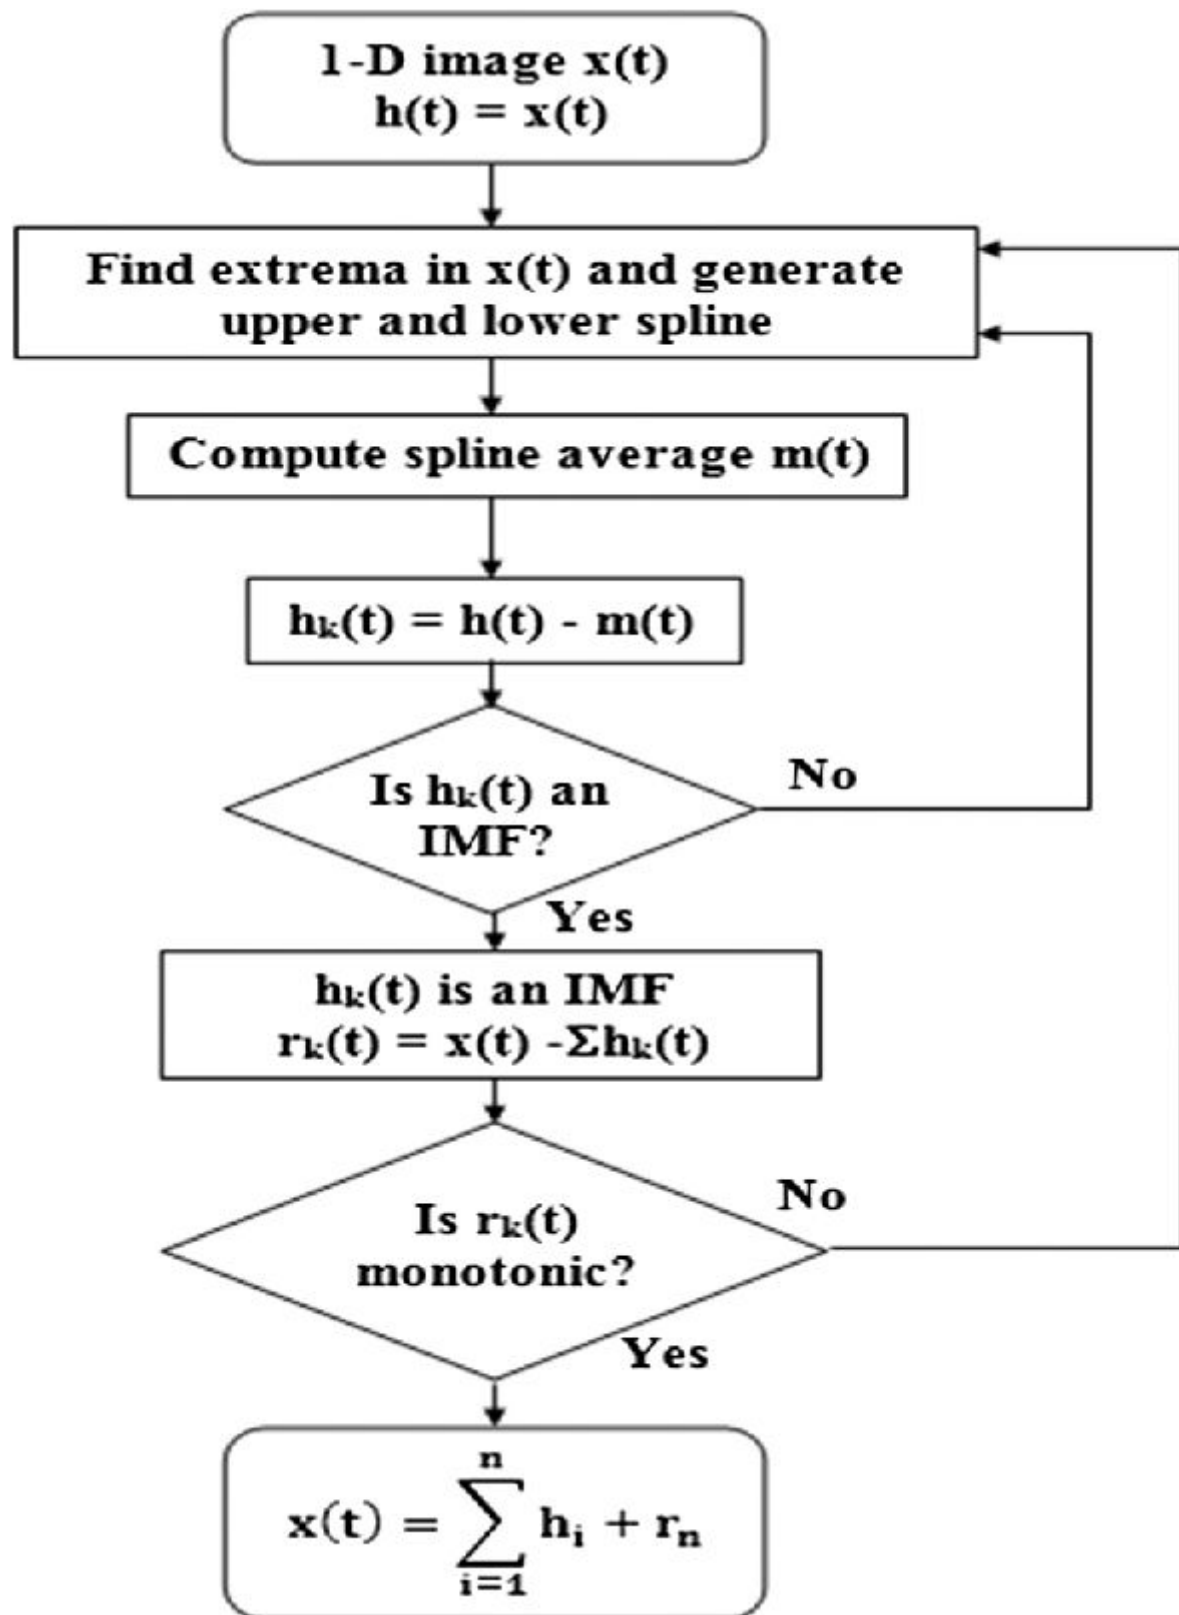 1-D image x(t)
h(t) = x(t)
Find extrema in x(t) and generate
upper and lower spline
Compute spline average m(t)
hₖ(t) = h(t) - m(t)
Is hₖ(t) an
IMF?
No
Yes
hₖ(t) is an IMF
rₖ(t) = x(t) -Σhₖ(t)
Is rₖ(t)
monotonic?
No
Yes
x(t) = ∑ⁿᵢ₌₁ hᵢ + rₙ